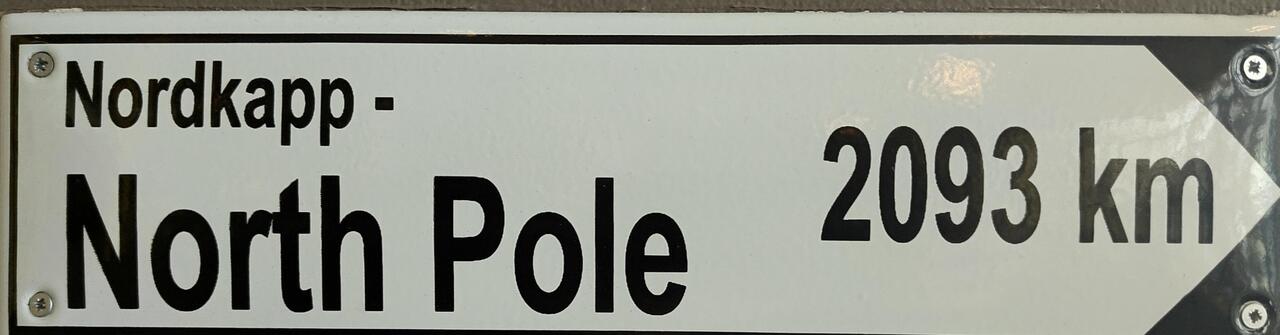 Nordkapp -
North Pole
2093 km